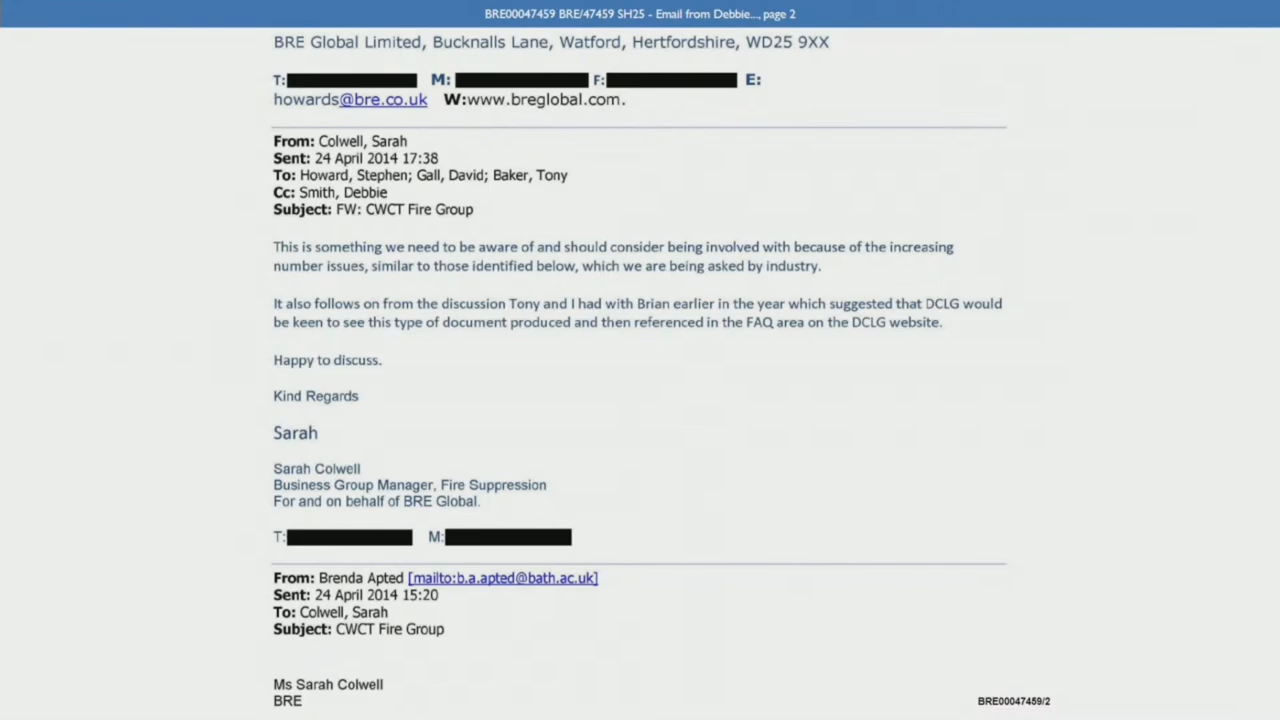 BRE00047459 BRE/47459 SH25 - Email from Debbie..., page 2
BRE Global Limited, Bucknalls Lane, Watford, Hertfordshire, WD25 9XX
T: M: F: E:
howards@bre.co.uk W:www.breglobal.com.
From: Colwell, Sarah
Sent: 24 April 2014 17:38
To: Howard, Stephen; Gall, David; Baker, Tony
Cc: Smith, Debbie
Subject: FW: CWCT Fire Group
This is something we need to be aware of and should consider being involved with because of the increasing
number issues, similar to those identified below, which we are being asked by industry.
It also follows on from the discussion Tony and I had with Brian earlier in the year which suggested that DCLG would
be keen to see this type of document produced and then referenced in the FAQ area on the DCLG website.
Happy to discuss.
Kind Regards
Sarah
Sarah Colwell
Business Group Manager, Fire Suppression
For and on behalf of BRE Global.
T: M:
From: Brenda Apted [mailto:b.a.apted@bath.ac.uk]
Sent: 24 April 2014 15:20
To: Colwell, Sarah
Subject: CWCT Fire Group
Ms Sarah Colwell
BRE
BRE00047459/2